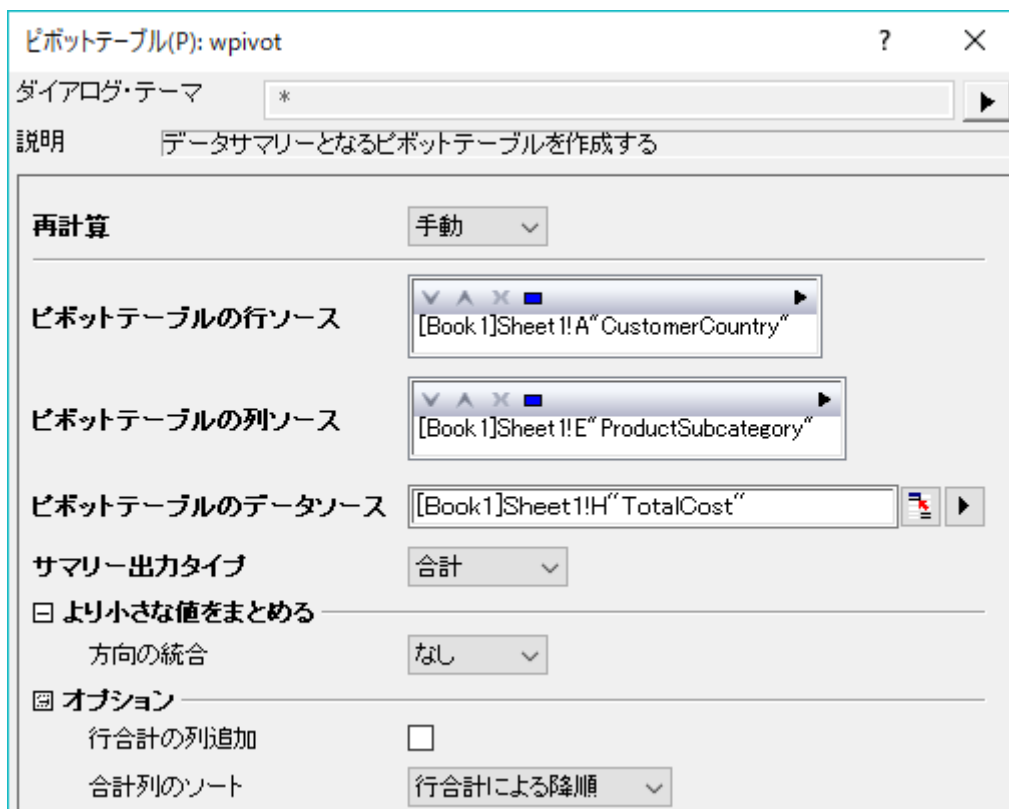 ピボットテーブル(P): wpivot ?
ダイアログ・テーマ *
説明 データサマリーとなるピボットテーブルを作成する
再計算 手動
ピボットテーブルの行ソース
[Book1]Sheet1!A"CustomerCountry"
ピボットテーブルの列ソース
[Book1]Sheet1!E"ProductSubcategory"
ピボットテーブルのデータソース [Book1]Sheet1!H"TotalCost"
サマリー出力タイプ 合計
より小さな値をまとめる
方向の統合 なし
オプション
行合計の列追加
合計列のソート 行合計による降順